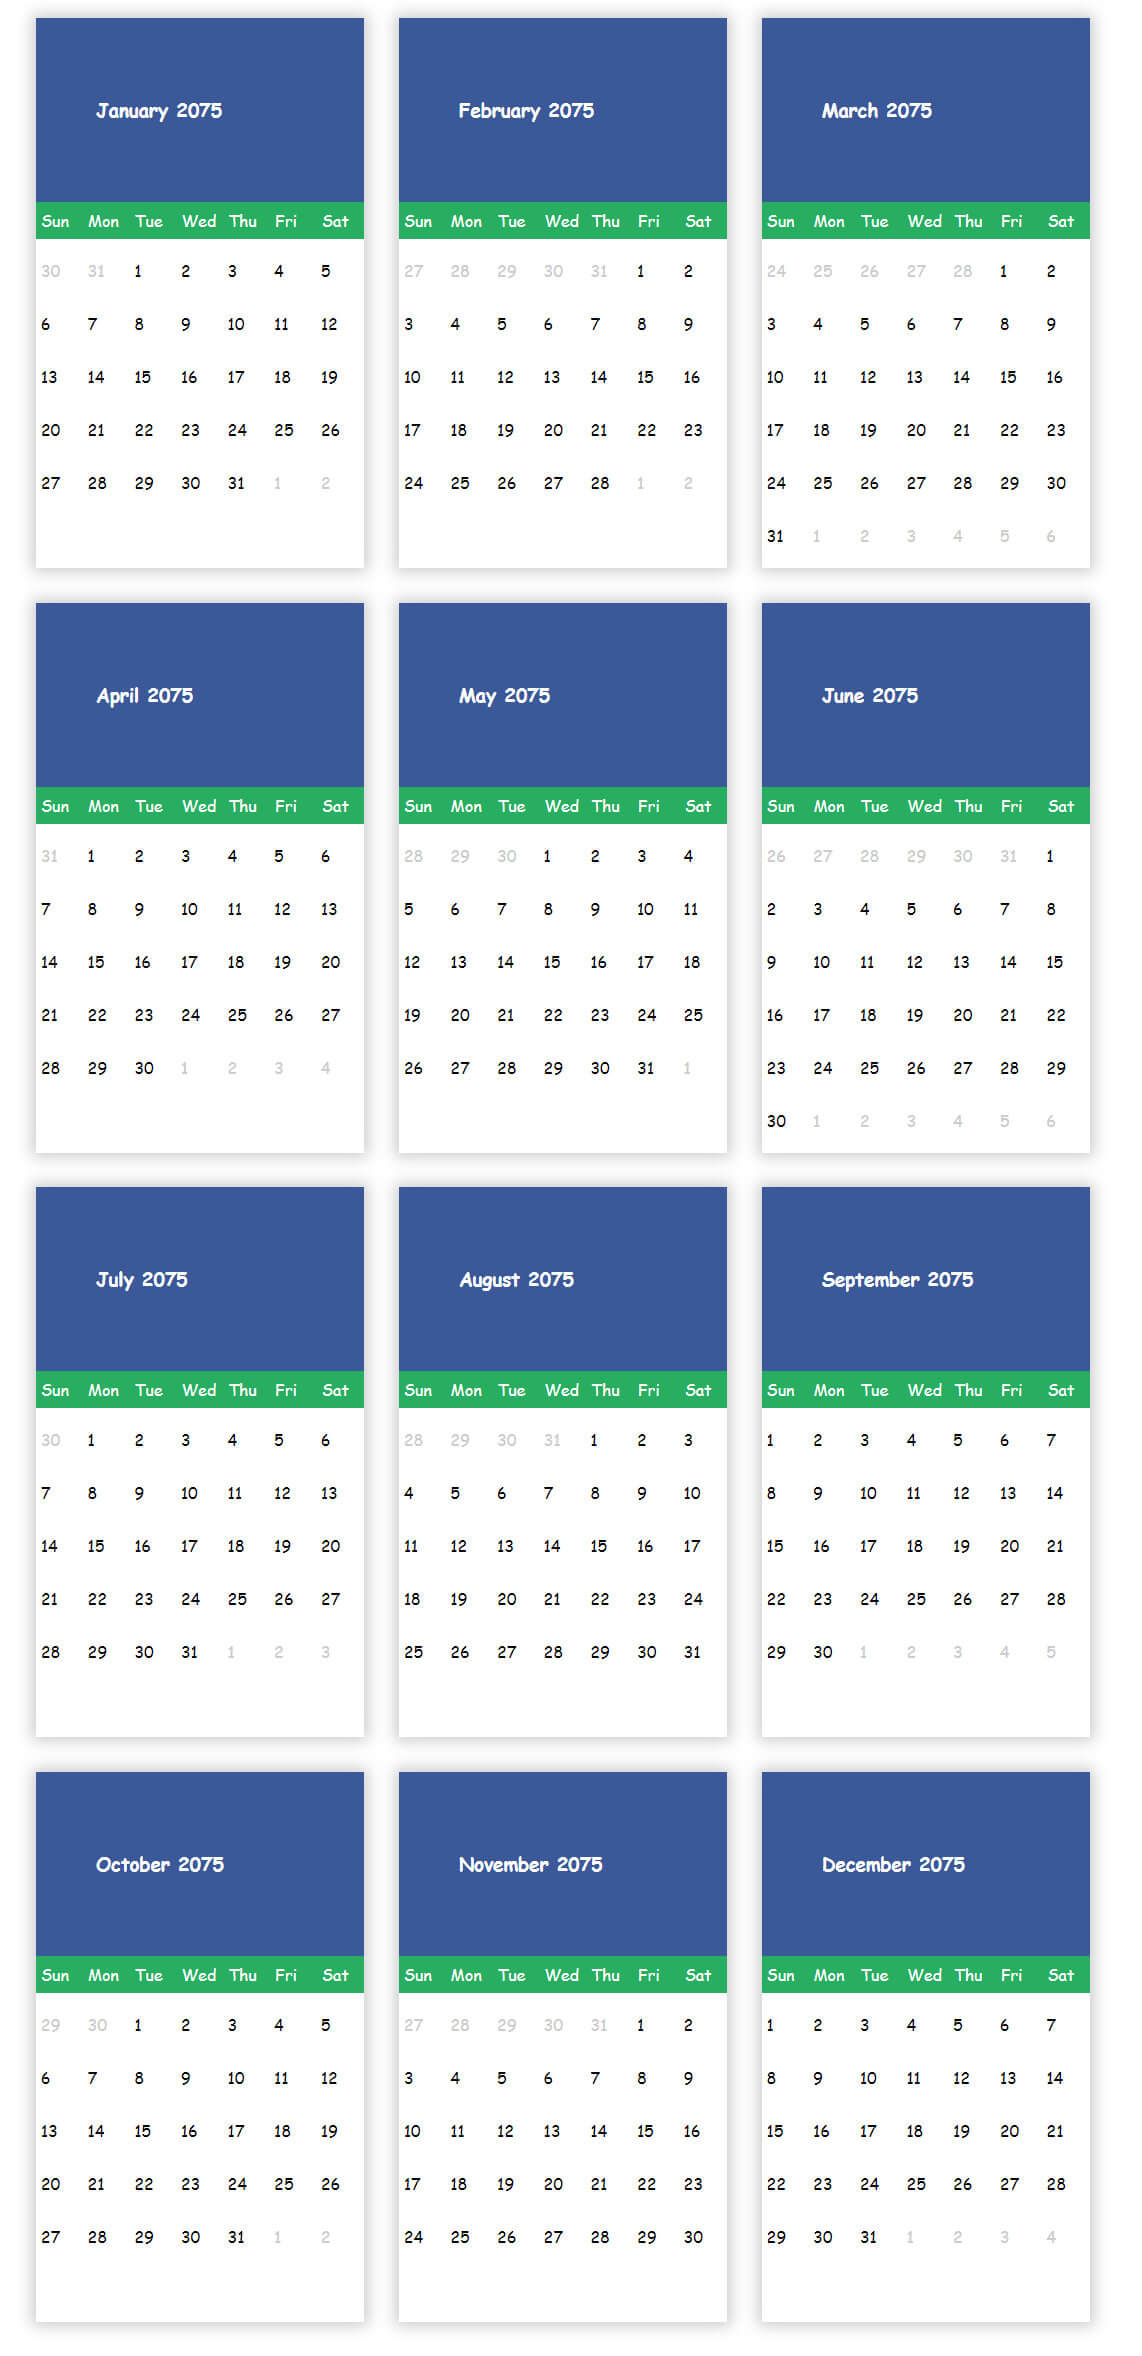 January 2075
Sun Mon Tue Wed Thu Fri Sat
30 31 1 2 3 4 5
6 7 8 9 10 11 12
13 14 15 16 17 18 19
20 21 22 23 24 25 26
27 28 29 30 31 1 2
February 2075
Sun Mon Tue Wed Thu Fri Sat
27 28 29 30 31 1 2
3 4 5 6 7 8 9
10 11 12 13 14 15 16
17 18 19 20 21 22 23
24 25 26 27 28 1 2
March 2075
Sun Mon Tue Wed Thu Fri Sat
24 25 26 27 28 1 2
3 4 5 6 7 8 9
10 11 12 13 14 15 16
17 18 19 20 21 22 23
24 25 26 27 28 29 30
31 1 2 3 4 5 6
April 2075
Sun Mon Tue Wed Thu Fri Sat
31 1 2 3 4 5 6
7 8 9 10 11 12 13
14 15 16 17 18 19 20
21 22 23 24 25 26 27
28 29 30 1 2 3 4
May 2075
Sun Mon Tue Wed Thu Fri Sat
28 29 30 1 2 3 4
5 6 7 8 9 10 11
12 13 14 15 16 17 18
19 20 21 22 23 24 25
26 27 28 29 30 31 1
June 2075
Sun Mon Tue Wed Thu Fri Sat
26 27 28 29 30 31 1
2 3 4 5 6 7 8
9 10 11 12 13 14 15
16 17 18 19 20 21 22
23 24 25 26 27 28 29
30 1 2 3 4 5 6
July 2075
Sun Mon Tue Wed Thu Fri Sat
30 1 2 3 4 5 6
7 8 9 10 11 12 13
14 15 16 17 18 19 20
21 22 23 24 25 26 27
28 29 30 31 1 2 3
August 2075
Sun Mon Tue Wed Thu Fri Sat
28 29 30 31 1 2 3
4 5 6 7 8 9 10
11 12 13 14 15 16 17
18 19 20 21 22 23 24
25 26 27 28 29 30 31
September 2075
Sun Mon Tue Wed Thu Fri Sat
1 2 3 4 5 6 7
8 9 10 11 12 13 14
15 16 17 18 19 20 21
22 23 24 25 26 27 28
29 30 1 2 3 4 5
October 2075
Sun Mon Tue Wed Thu Fri Sat
29 30 1 2 3 4 5
6 7 8 9 10 11 12
13 14 15 16 17 18 19
20 21 22 23 24 25 26
27 28 29 30 31 1 2
November 2075
Sun Mon Tue Wed Thu Fri Sat
27 28 29 30 31 1 2
3 4 5 6 7 8 9
10 11 12 13 14 15 16
17 18 19 20 21 22 23
24 25 26 27 28 29 30
December 2075
Sun Mon Tue Wed Thu Fri Sat
1 2 3 4 5 6 7
8 9 10 11 12 13 14
15 16 17 18 19 20 21
22 23 24 25 26 27 28
29 30 31 1 2 3 4